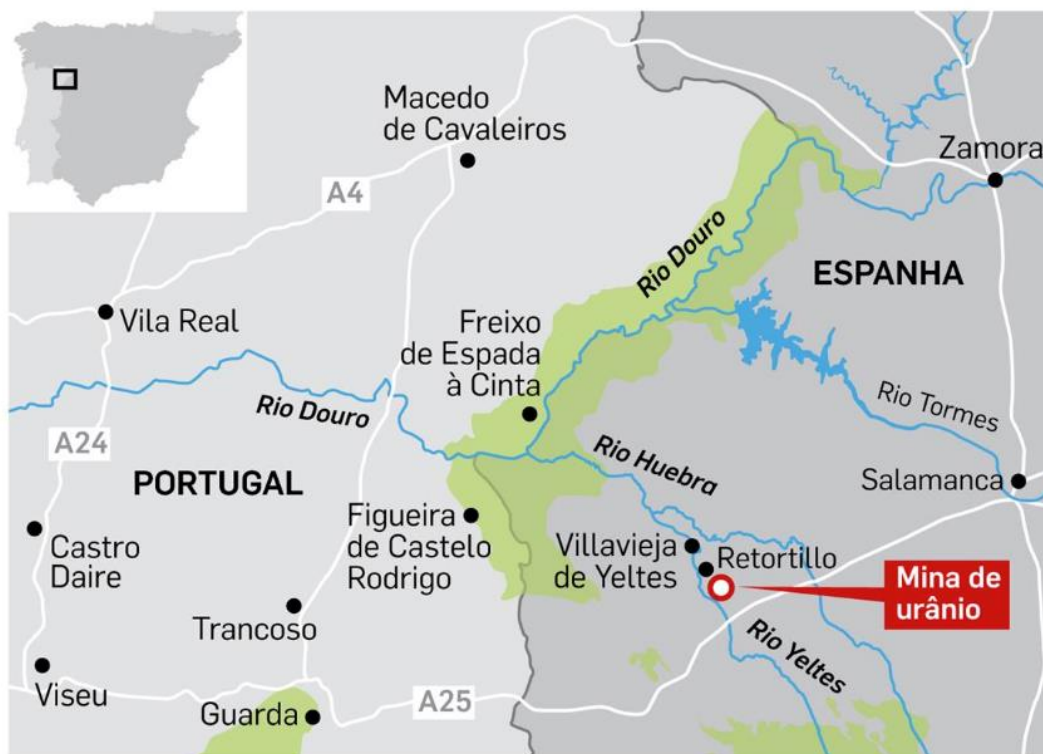 Macedo
de Cavaleiros
Zamora
A4
Rio Douro
ESPANHA
Vila Real
Freixo
de Espada
à Cinta
Rio Douro
Rio Tormes
A24
Rio Huebra
PORTUGAL
Salamanca
Figueira
de Castelo
Rodrigo
Castro
Daire
Villavieja
de Yeltes
Retortillo
Mina de
urânio
Trancoso
Rio Yeltes
Viseu
Guarda
A25